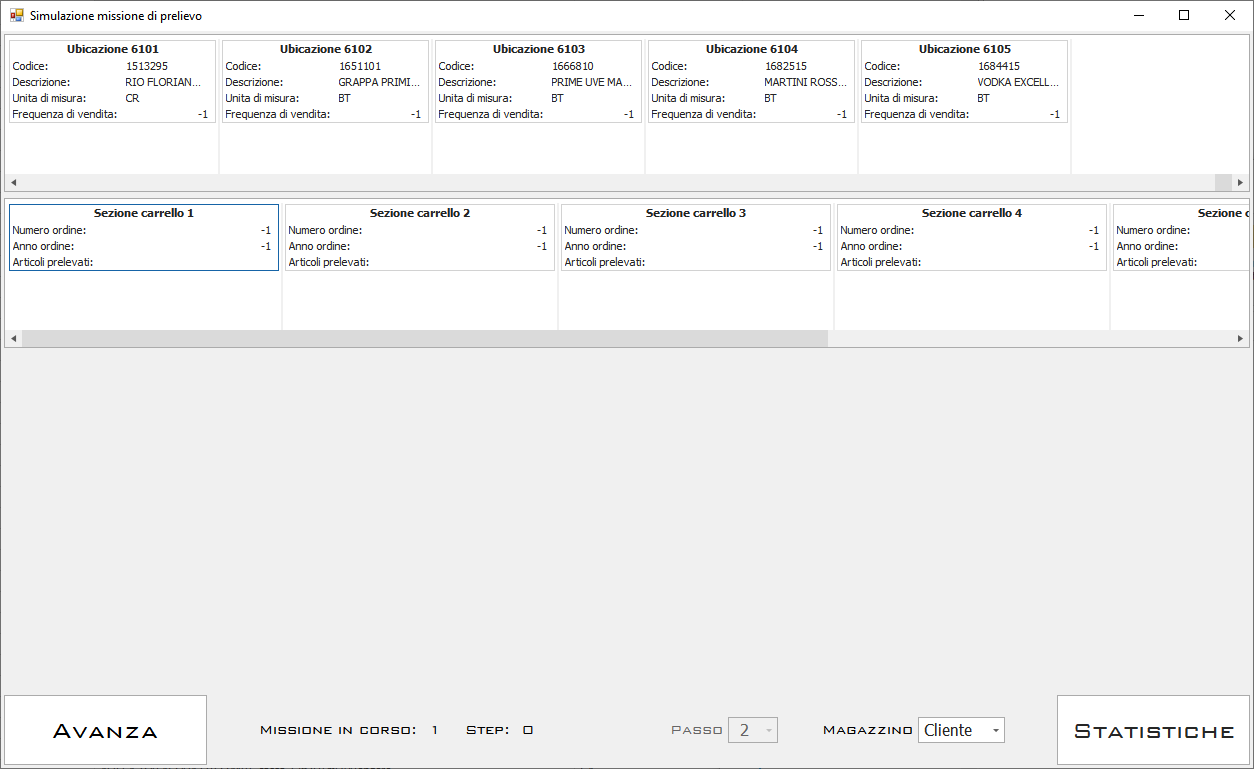 Simulazione missione di prelievo
Ubicazione 6101
Codice: 1513295
Descrizione: RIO FLORIAN...
Unita di misura: CR
Frequenza di vendita: -1
Ubicazione 6102
Codice: 1651101
Descrizione: GRAPPA PRIMI...
Unita di misura: BT
Frequenza di vendita: -1
Ubicazione 6103
Codice: 1666810
Descrizione: PRIME UVE MA...
Unita di misura: BT
Frequenza di vendita: -1
Ubicazione 6104
Codice: 1682515
Descrizione: MARTINI ROSS...
Unita di misura: BT
Frequenza di vendita: -1
Ubicazione 6105
Codice: 1684415
Descrizione: VODKA EXCELL...
Unita di misura: BT
Frequenza di vendita: -1
Sezione carrello 1
Numero ordine: -1
Anno ordine: -1
Articoli prelevati:
Sezione carrello 2
Numero ordine: -1
Anno ordine: -1
Articoli prelevati:
Sezione carrello 3
Numero ordine: -1
Anno ordine: -1
Articoli prelevati:
Sezione carrello 4
Numero ordine: -1
Anno ordine: -1
Articoli prelevati:
Sezione
Numero ordine:
Anno ordine:
Articoli prelevati:
Avanza
Missione in corso: 1 Step: 0
Passo 2
Magazzino Cliente
Statistiche